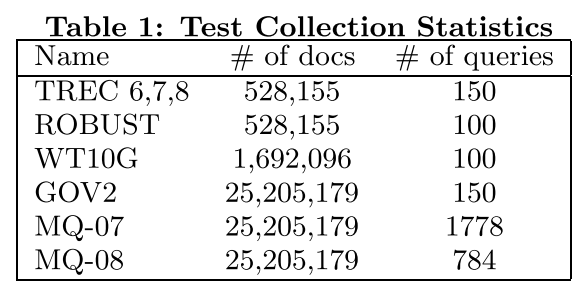 Table 1: Test Collection Statistics
Name # of docs # of queries
TREC 6,7,8 528,155 150
ROBUST 528,155 100
WT10G 1,692,096 100
GOV2 25,205,179 150
MQ-07 25,205,179 1778
MQ-08 25,205,179 784